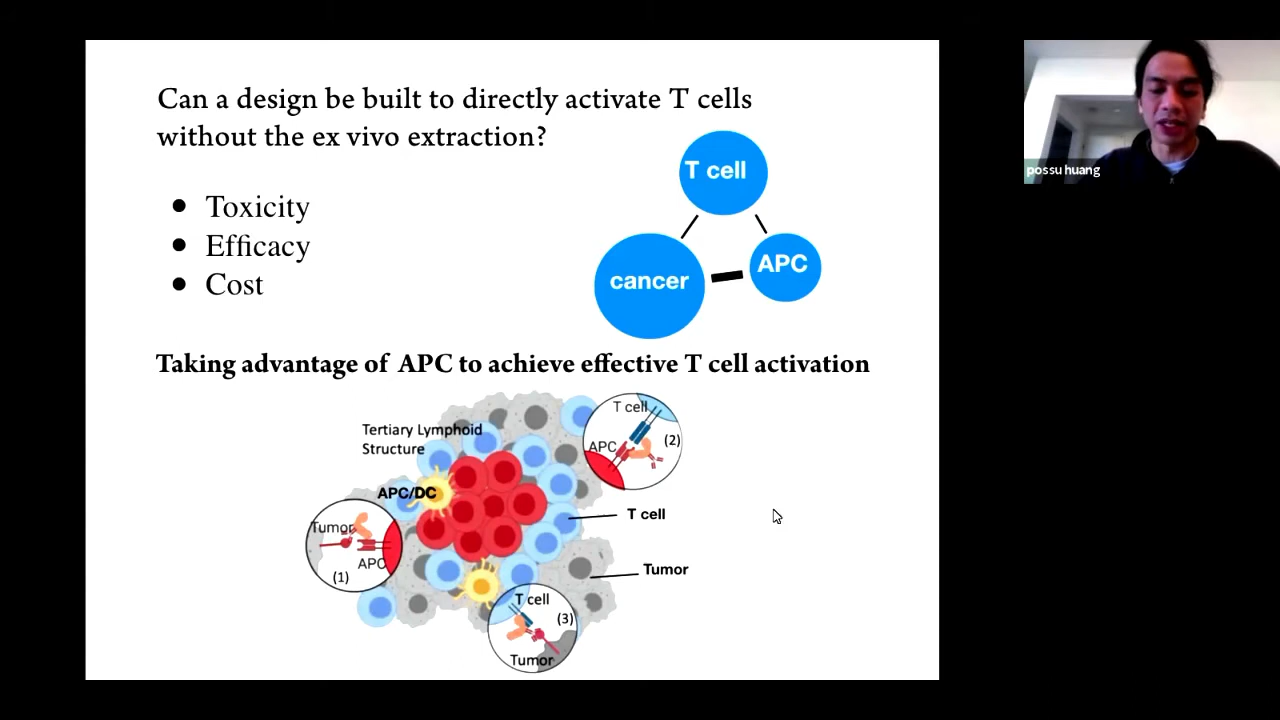 Can a design be built to directly activate T cells
without the ex vivo extraction?
• Toxicity
• Efficacy
• Cost
T cell
cancer
APC
Taking advantage of APC to achieve effective T cell activation
Tertiary Lymphoid
Structure
APC/DC
T cell
APC
(2)
Tumor
APC
(1)
T cell
Tumor
T cell
(3)
Tumor
possu huang